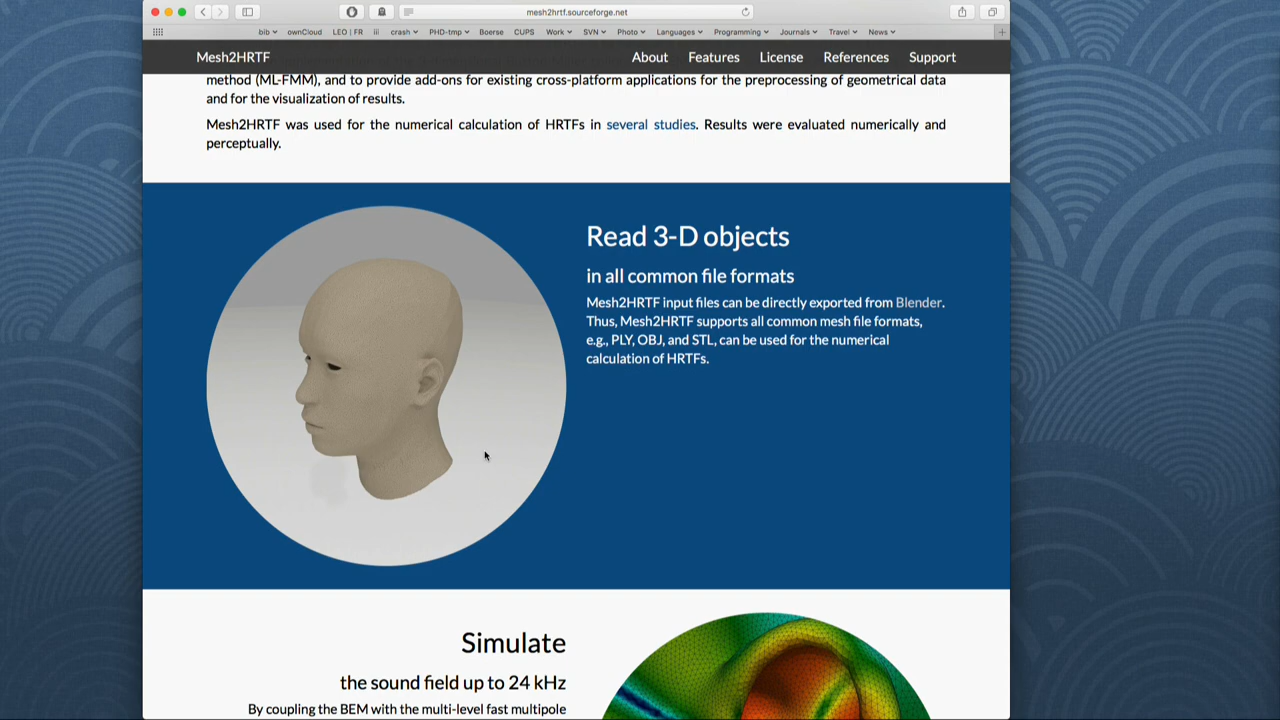 mesh2hrtf.sourceforge.net
bib ownCloud LEO | FR iii crash PHD-tmp Boerse CUPS Work SVN Photo Languages Programming Journals Travel News
Mesh2HRTF About Features License References Support
method (ML-FMM), and to provide add-ons for existing cross-platform applications for the preprocessing of geometrical data
and for the visualization of results.
Mesh2HRTF was used for the numerical calculation of HRTFs in several studies. Results were evaluated numerically and
perceptually.
Read 3-D objects
in all common file formats
Mesh2HRTF input files can be directly exported from Blender.
Thus, Mesh2HRTF supports all common mesh file formats,
e.g., PLY, OBJ, and STL, can be used for the numerical
calculation of HRTFs.
Simulate
the sound field up to 24 kHz
By coupling the BEM with the multi-level fast multipole